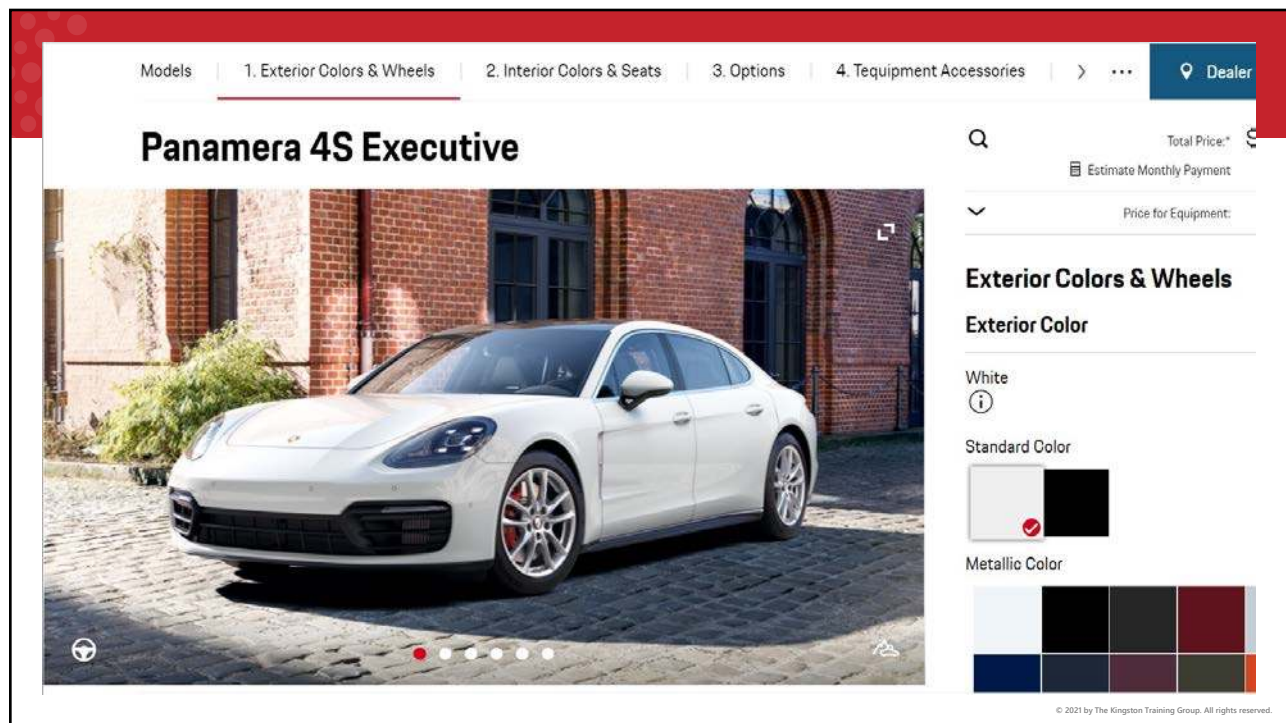 Models 1. Exterior Colors & Wheels 2. Interior Colors & Seats 3. Options 4. Tequipment Accessories > ... Dealer
Panamera 4S Executive
Total Price:* $
Estimate Monthly Payment
Price for Equipment:
Exterior Colors & Wheels
Exterior Color
White
Standard Color
Metallic Color
© 2021 by The Kingston Training Group. All rights reserved.